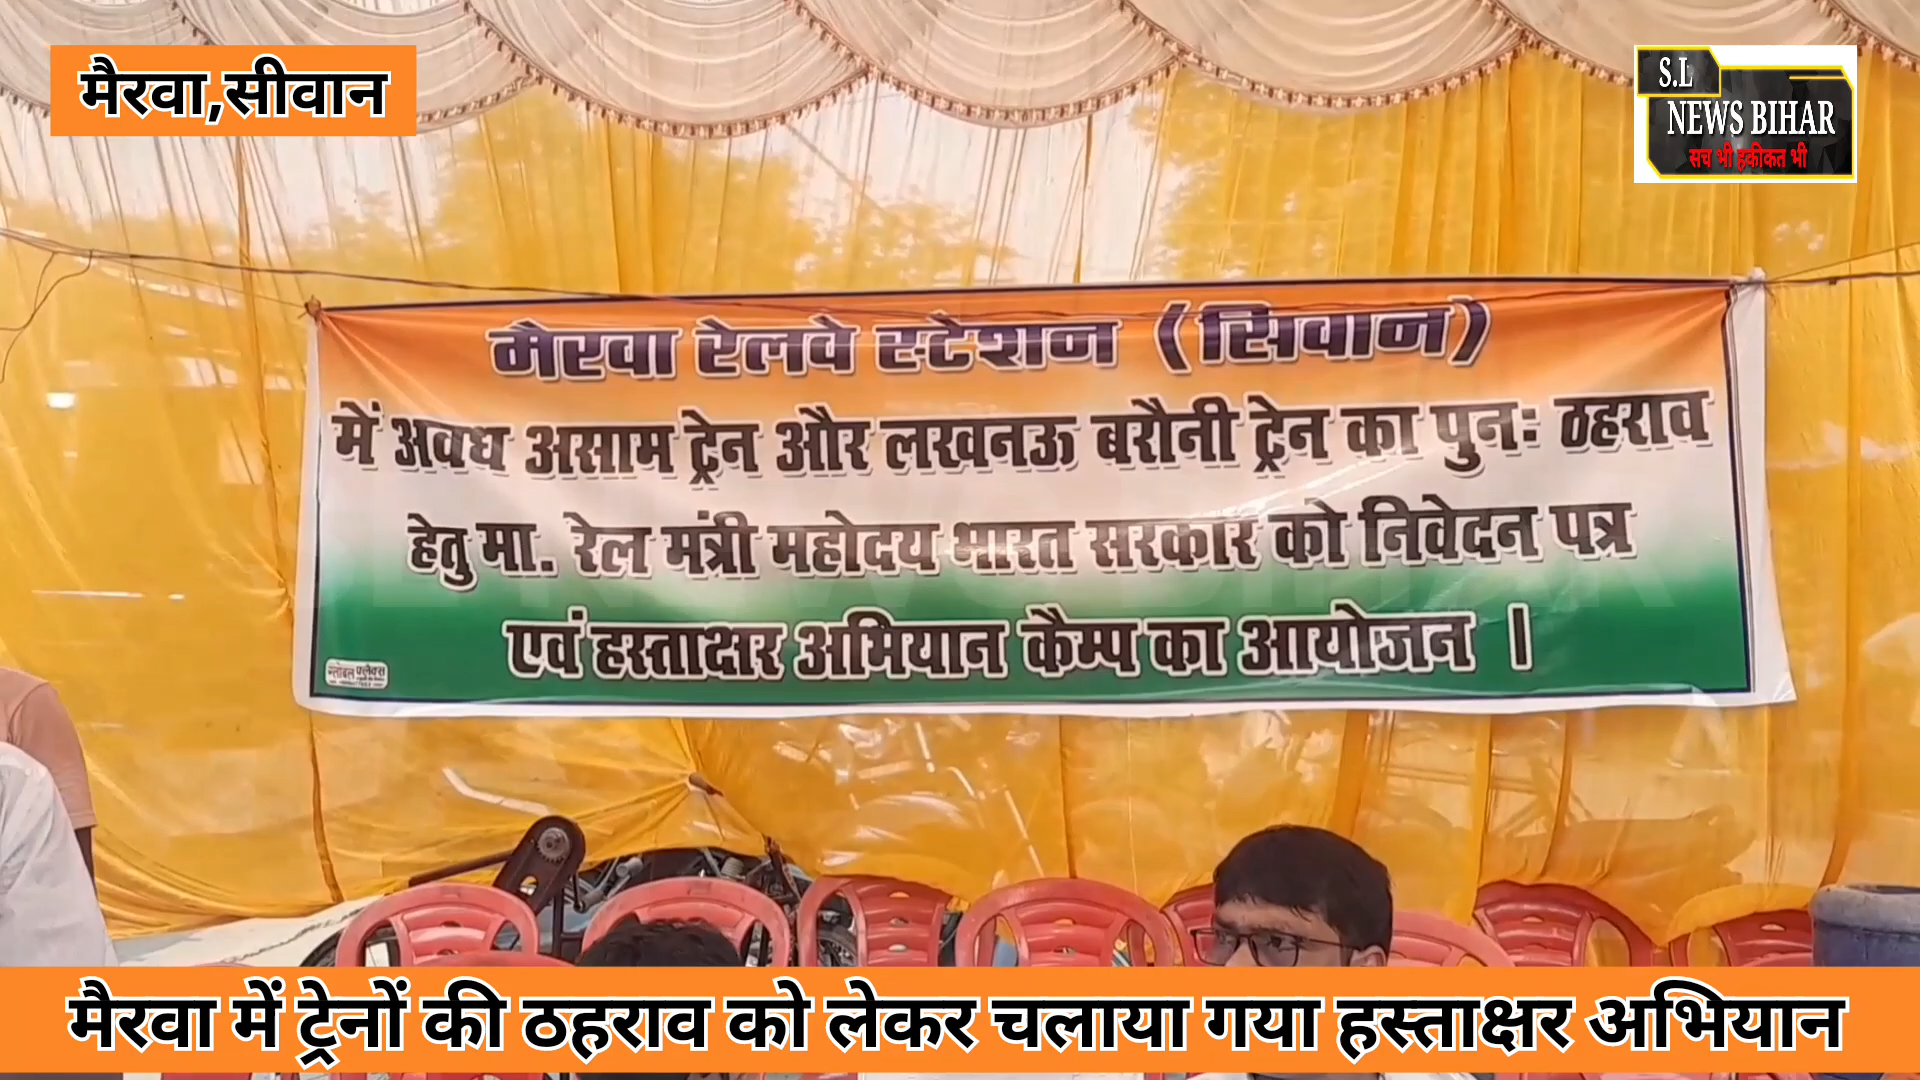 मैरवा,सीवान
S.L
NEWS BIHAR
सच भी हकीकत भी
मैरवा रेलवे स्टेशन (सिवान)
में अवध असाम ट्रेन और लखनऊ बरौनी ट्रेन का पुनः ठहराव
हेतु मा. रेल मंत्री महोदय भारत सरकार को निवेदन पत्र
एवं हस्ताक्षर अभियान कैम्प का आयोजन ।
ग्लोबल फ्लैक्स
मैरवा में ट्रेनों की ठहराव को लेकर चलाया गया हस्ताक्षर अभियान